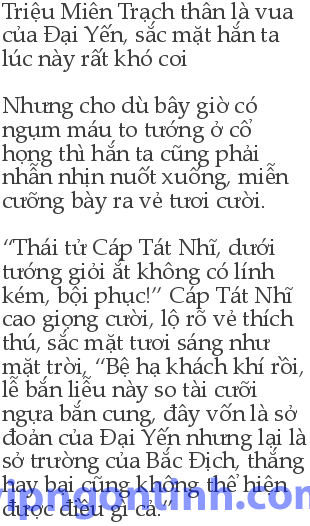 Triệu Miên Trạch thân là vua
của Đại Yến, sắc mặt hắn ta
lúc này rất khó coi
Nhưng cho dù bây giờ có
ngụm máu to tướng ở cổ
họng thì hắn ta cũng phải
nhẫn nhịn nuốt xuống, miễn
cưỡng bày ra vẻ tươi cười.
“Thái tử Cáp Tát Nhĩ, dưới
tướng giỏi ắt không có lính
kém, bội phục!” Cáp Tát Nhĩ
cao giọng cười, lộ rõ vẻ thích
thú, sắc mặt tươi sáng như
mặt trời, “Bệ hạ khách khí rồi,
lễ bắn liễu này so tài cưỡi
ngựa bắn cung, đây vốn là sở
đoản của Đại Yến nhưng lại là
sở trường của Bắc Địch, thắng
hay bại cũng không thể hiện
được điều gì cả.”
ipngontinh.com